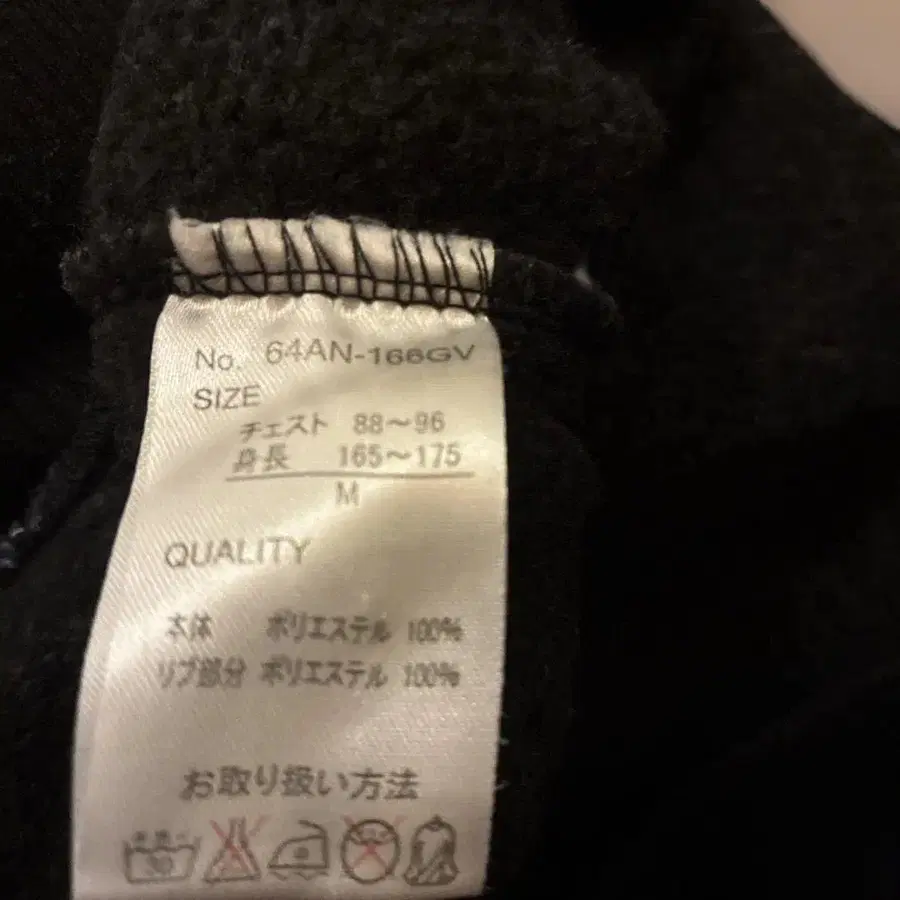 No. 64AN-166GV
SIZE
チェスト 88～96
身長 165～175
M
QUALITY
本体 ポリエステル 100%
リブ部分 ポリエステル 100%
お取り扱い方法
30